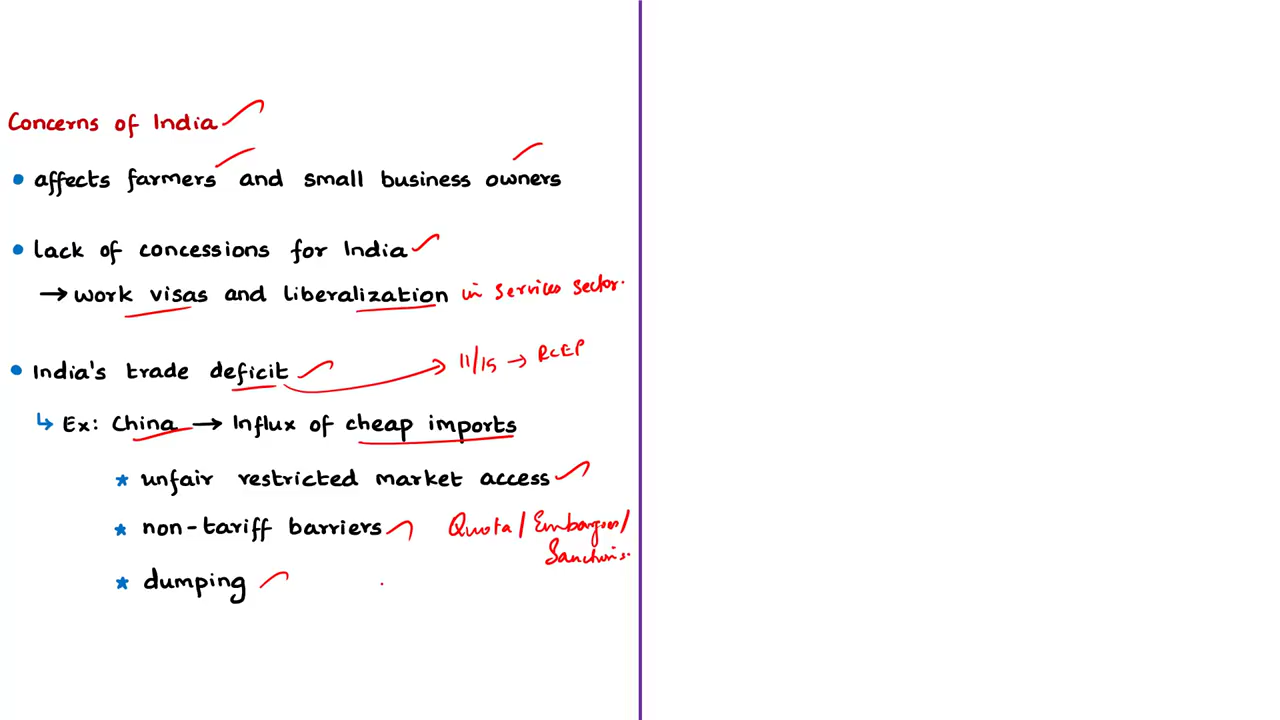 Concerns of India
• affects farmers and small business owners
• lack of concessions for India
→ work visas and liberalization in services sector.
• India's trade deficit → 11/15 → RCEP
↳ Ex: China → Influx of cheap imports
* unfair restricted market access
* non-tariff barriers Quota/Embargoes/
Sanctions.
* dumping